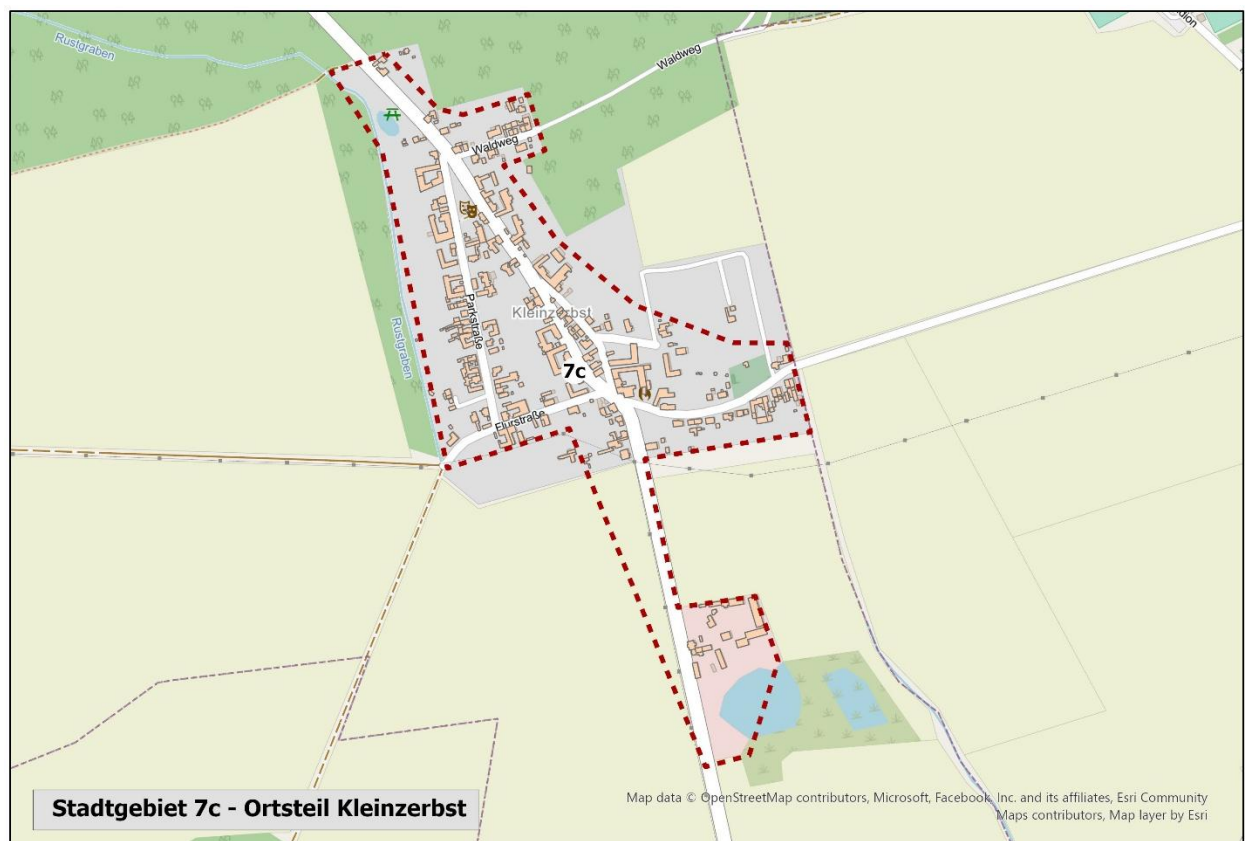 Rustgraben
Waldweg
dion
Waldweg
Parkstraße
Kleinzerbst
Rustgraben
7c
Flurstraße
Stadtgebiet 7c - Ortsteil Kleinzerbst
Map data © OpenStreetMap contributors, Microsoft, Facebook, Inc. and its affiliates, Esri Community
Maps contributors, Map layer by Esri